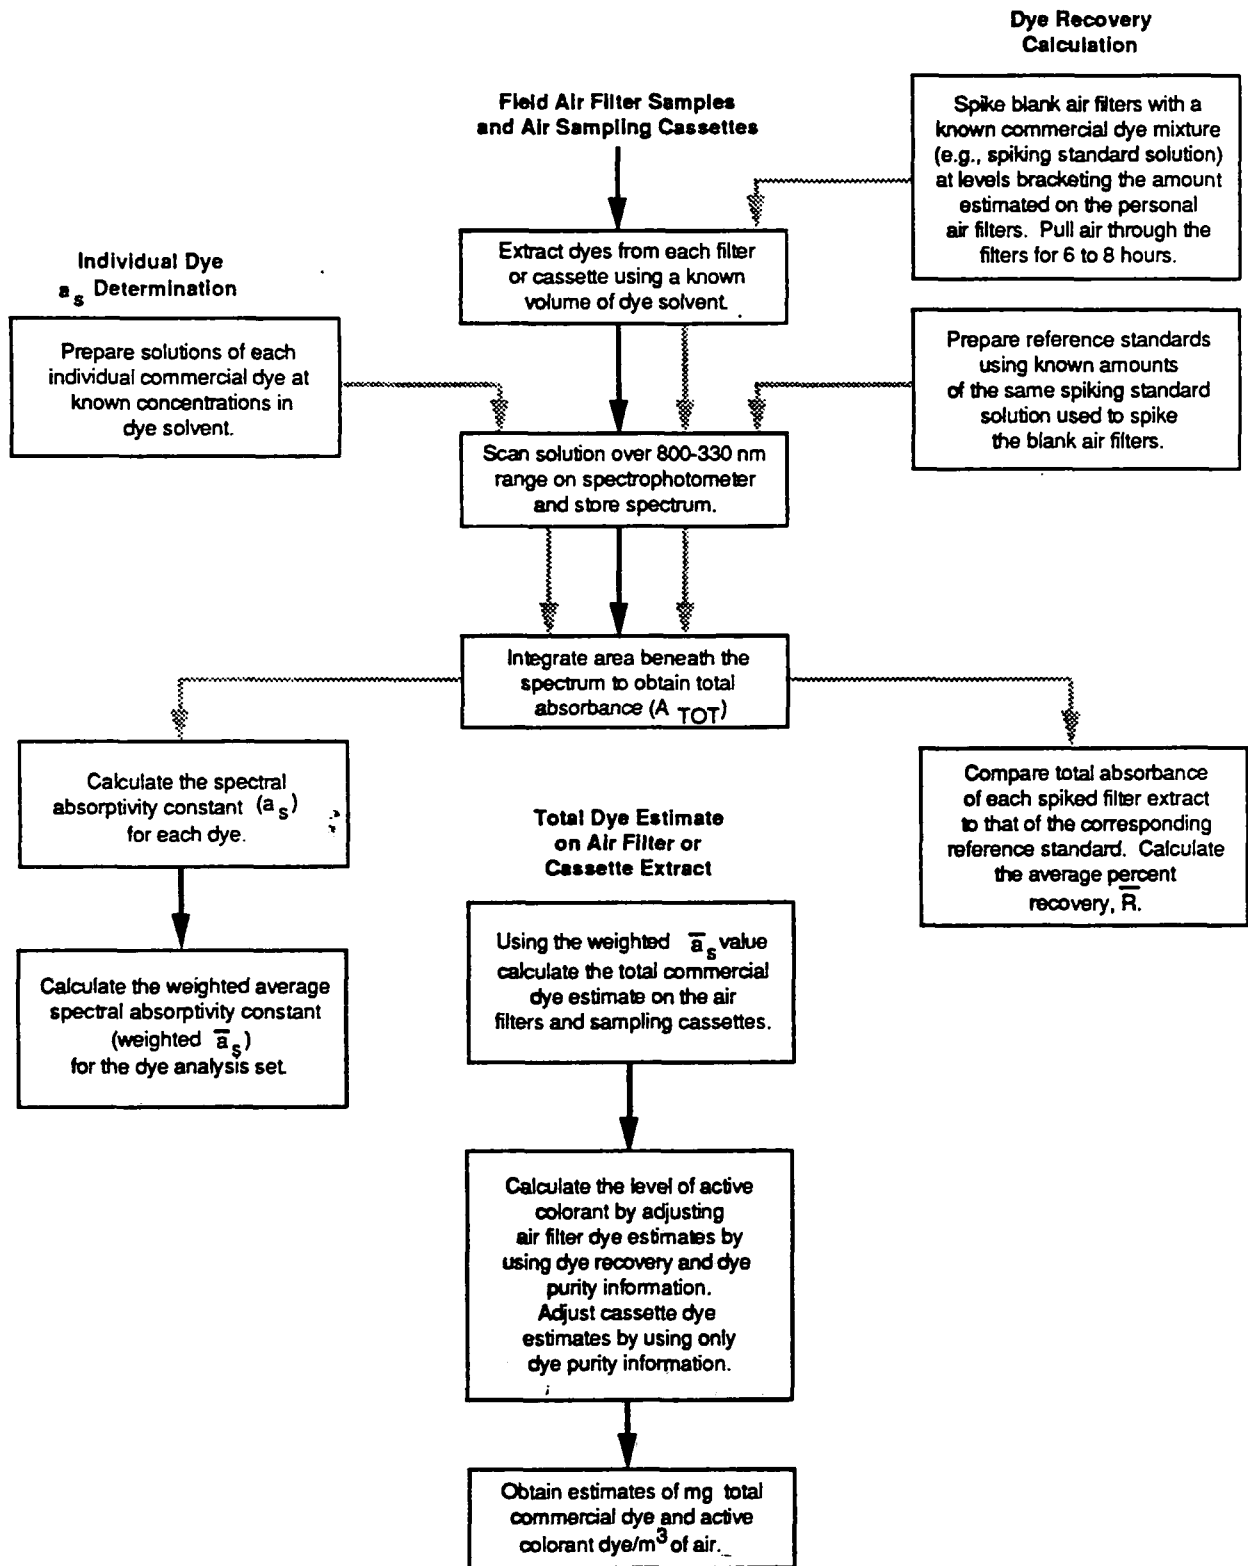 Dye Recovery
Calculation
Spike blank air filters with a
known commercial dye mixture
(e.g., spiking standard solution)
at levels bracketing the amount
estimated on the personal
air filters. Pull air through the
filters for 6 to 8 hours.
Field Air Filter Samples
and Air Sampling Cassettes
Extract dyes from each filter
or cassette using a known
volume of dye solvent.
Individual Dye
a s Determination
Prepare solutions of each
individual commercial dye at
known concentrations in
dye solvent.
Prepare reference standards
using known amounts
of the same spiking standard
solution used to spike
the blank air filters.
Scan solution over 800-330 nm
range on spectrophotometer
and store spectrum.
Integrate area beneath the
spectrum to obtain total
absorbance (A TOT)
Calculate the spectral
absorptivity constant (a s)
for each dye.
Calculate the weighted average
spectral absorptivity constant
(weighted a̅ s)
for the dye analysis set.
Compare total absorbance
of each spiked filter extract
to that of the corresponding
reference standard. Calculate
the average percent
recovery, R̅.
Total Dye Estimate
on Air Filter or
Cassette Extract
Using the weighted a̅ s value
calculate the total commercial
dye estimate on the air
filters and sampling cassettes.
Calculate the level of active
colorant by adjusting
air filter dye estimates by
using dye recovery and dye
purity information.
Adjust cassette dye
estimates by using only
dye purity information.
Obtain estimates of mg total
commercial dye and active
colorant dye/m³ of air.